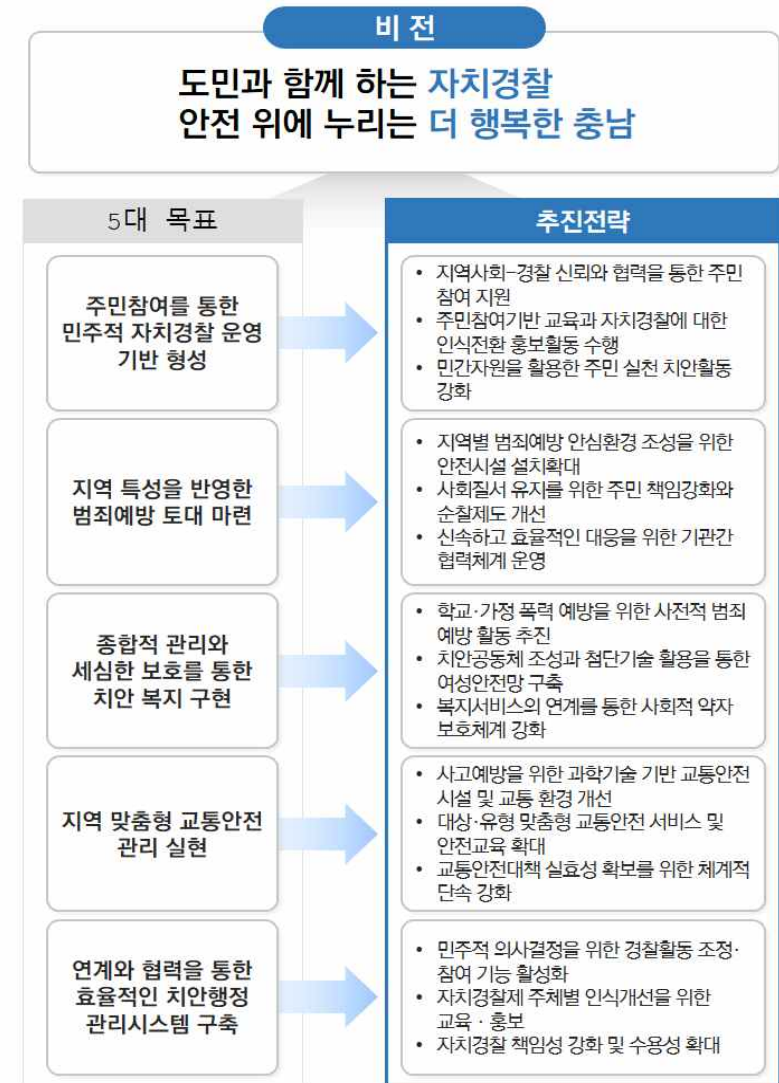 비 전
도민과 함께 하는 자치경찰
안전 위에 누리는 더 행복한 충남
5대 목표
추진전략
주민참여를 통한
민주적 자치경찰 운영
기반 형성
• 지역사회-경찰 신뢰와 협력을 통한 주민
참여 지원
• 주민참여기반 교육과 자치경찰에 대한
인식전환 홍보활동 수행
• 민간자원을 활용한 주민 실천 치안활동
강화
지역 특성을 반영한
범죄예방 토대 마련
• 지역별 범죄예방 안심환경 조성을 위한
안전시설 설치확대
• 사회질서 유지를 위한 주민 책임강화와
순찰제도 개선
• 신속하고 효율적인 대응을 위한 기관간
협력체계 운영
종합적 관리와
세심한 보호를 통한
치안 복지 구현
• 학교·가정 폭력 예방을 위한 사전적 범죄
예방 활동 추진
• 치안공동체 조성과 첨단기술 활용을 통한
여성안전망 구축
• 복지서비스의 연계를 통한 사회적 약자
보호체계 강화
지역 맞춤형 교통안전
관리 실현
• 사고예방을 위한 과학기술 기반 교통안전
시설 및 교통 환경 개선
• 대상·유형 맞춤형 교통안전 서비스 및
안전교육 확대
• 교통안전대책 실효성 확보를 위한 체계적
단속 강화
연계와 협력을 통한
효율적인 치안행정
관리시스템 구축
• 민주적 의사결정을 위한 경찰활동 조정·
참여 기능 활성화
• 자치경찰제 주체별 인식개선을 위한
교육 · 홍보
• 자치경찰 책임성 강화 및 수용성 확대